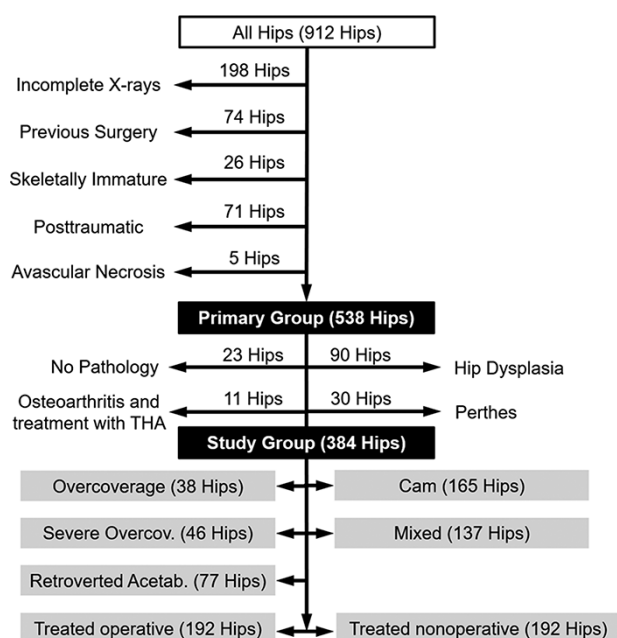 All Hips (912 Hips)
198 Hips
Incomplete X-rays
74 Hips
Previous Surgery
26 Hips
Skeletally Immature
71 Hips
Posttraumatic
5 Hips
Avascular Necrosis
Primary Group (538 Hips)
23 Hips
90 Hips
No Pathology
Hip Dysplasia
Osteoarthritis and
treatment with THA
11 Hips
30 Hips
Perthes
Study Group (384 Hips)
Overcoverage (38 Hips)
Cam (165 Hips)
Severe Overcov. (46 Hips)
Mixed (137 Hips)
Retroverted Acetab. (77 Hips)
Treated operative (192 Hips)
Treated nonoperative (192 Hips)